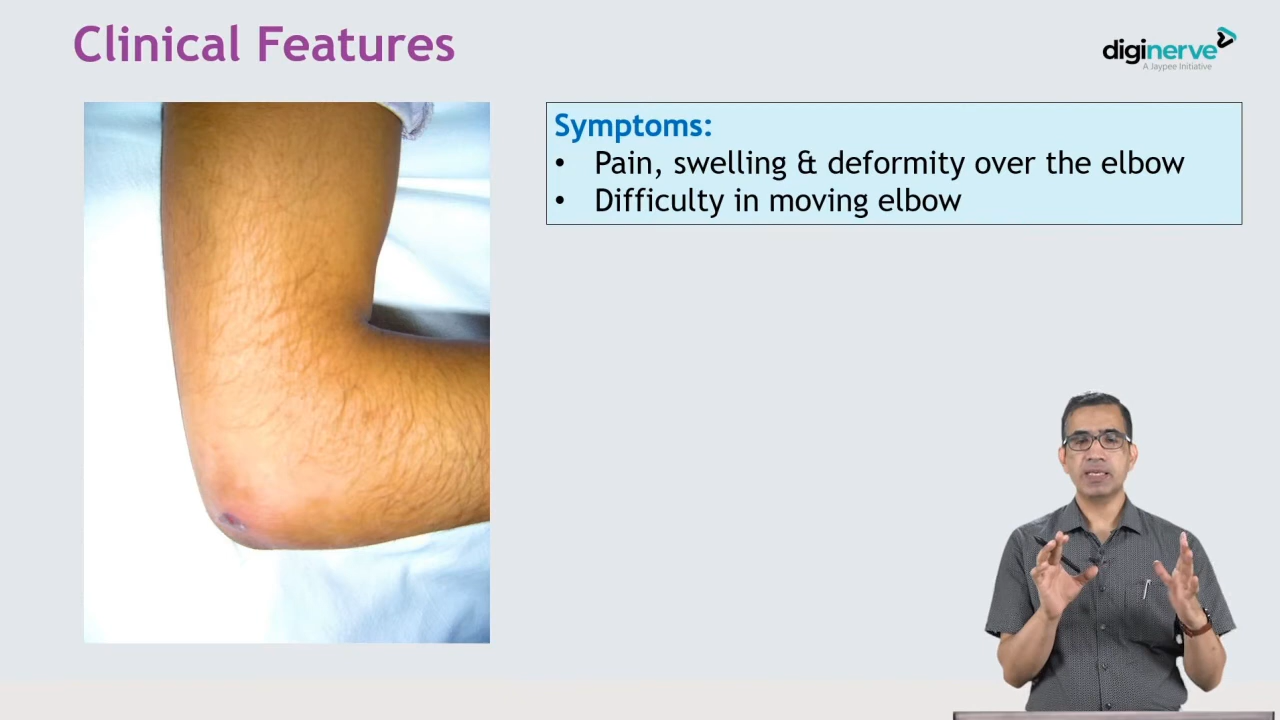 Clinical Features
diginerve
A Jaypee Initiative
Symptoms:
• Pain, swelling & deformity over the elbow
• Difficulty in moving elbow